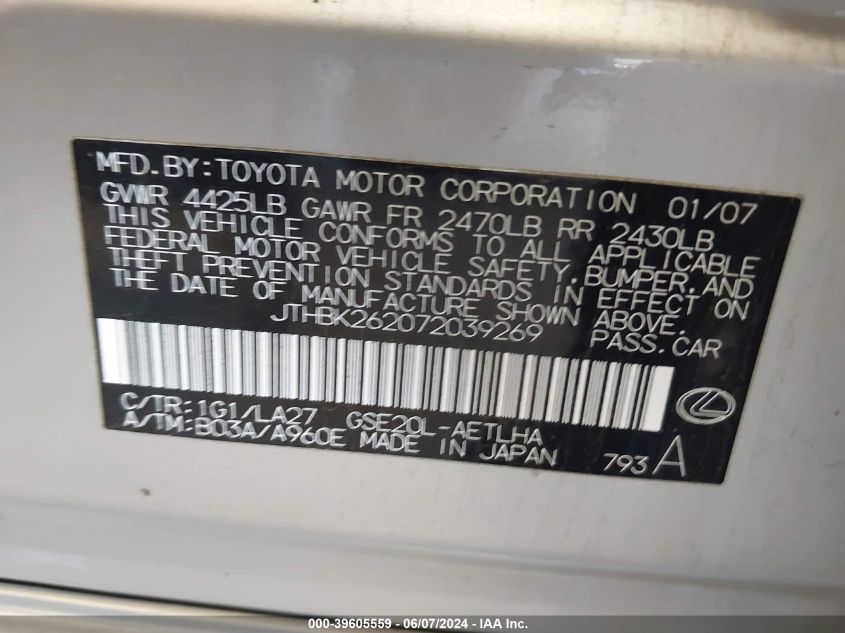 MFD.BY:TOYOTA MOTOR CORPORATION 01/07
GVWR 4425LB GAWR FR 2470LB RR 2430LB
THIS VEHICLE CONFORMS TO ALL APPLICABLE
FEDERAL MOTOR VEHICLE SAFETY,BUMPER,AND
THEFT PREVENTION STANDARDS IN EFFECT ON
THE DATE OF MANUFACTURE SHOWN ABOVE.
JTHBK262072039269 PASS.CAR
C/TR:1G1/LA27 GSE20L-AETLHA
A/TM:B03A/A960E MADE IN JAPAN 793 A
000-39605559 - 06/07/2024 - IAA Inc.